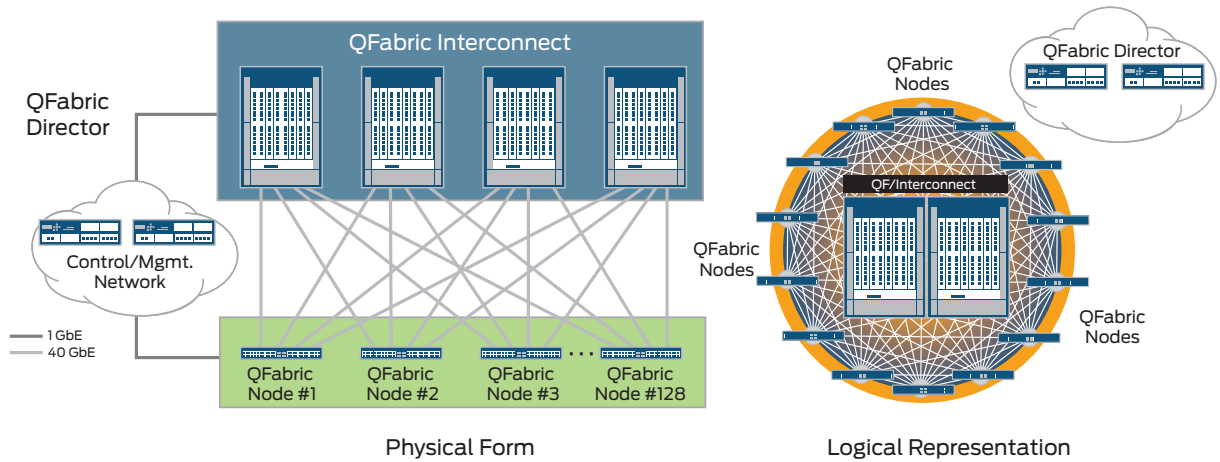 QFabric Interconnect
QFabric
Director
Control/Mgmt.
Network
1 GbE
40 GbE
QFabric
Node #1
QFabric
Node #2
QFabric
Node #3
...
QFabric
Node #128
Physical Form
QFabric Director
QFabric
Nodes
QF/Interconnect
QFabric
Nodes
QFabric
Nodes
Logical Representation